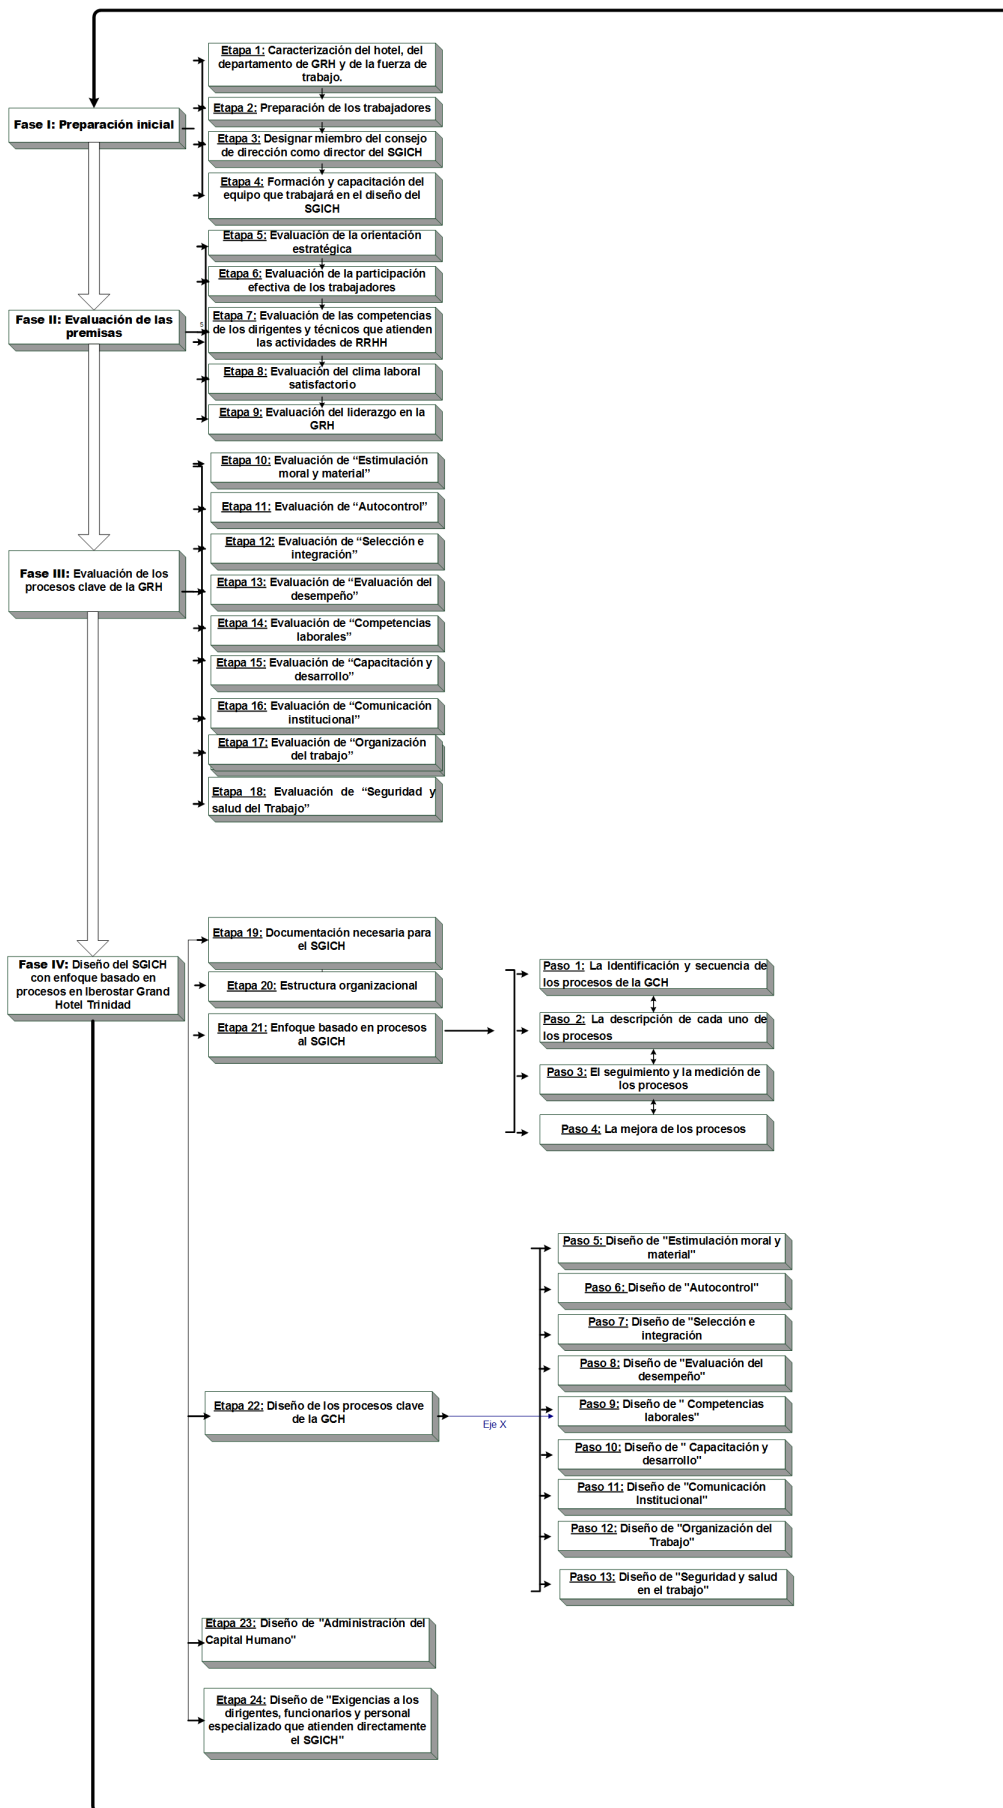 Etapa 1: Caracterización del hotel, del
departamento de GRH y de la fuerza de
trabajo.
Fase I: Preparación inicial
Etapa 2: Preparación de los trabajadores
Etapa 3: Designar miembro del consejo
de dirección como director del SGICH
Etapa 4: Formación y capacitación del
equipo que trabajará en el diseño del
SGICH
Etapa 5: Evaluación de la orientación
estratégica
Etapa 6: Evaluación de la participación
efectiva de los trabajadores
Fase II: Evaluación de las
premisas
5
Etapa 7: Evaluación de las competencias
de los dirigentes y técnicos que atienden
las actividades de RRHH
Etapa 8: Evaluación del clima laboral
satisfactorio
Etapa 9: Evaluación del liderazgo en la
GRH
Etapa 10: Evaluación de “Estimulación
moral y material”
Etapa 11: Evaluación de “Autocontrol”
Etapa 12: Evaluación de “Selección e
integración”
Fase III: Evaluación de los
procesos clave de la GRH
Etapa 13: Evaluación de “Evaluación del
desempeño”
Etapa 14: Evaluación de “Competencias
laborales”
Etapa 15: Evaluación de “Capacitación y
desarrollo”
Etapa 16: Evaluación de “Comunicación
institucional”
Etapa 17: Evaluación de “Organización
del trabajo”
Etapa 18: Evaluación de “Seguridad y
salud del Trabajo”
Etapa 19: Documentación necesaria para
el SGICH
Fase IV: Diseño del SGICH
con enfoque basado en
procesos en Iberostar Grand
Hotel Trinidad
Etapa 20: Estructura organizacional
Etapa 21: Enfoque basado en procesos
al SGICH
Paso 1: La Identificación y secuencia de
los procesos de la GCH
Paso 2: La descripción de cada uno de
los procesos
Paso 3: El seguimiento y la medición de
los procesos
Paso 4: La mejora de los procesos
Paso 5: Diseño de "Estimulación moral y
material"
Paso 6: Diseño de "Autocontrol"
Paso 7: Diseño de "Selección e
integración
Paso 8: Diseño de "Evaluación del
desempeño"
Etapa 22: Diseño de los procesos clave
de la GCH
Eje X
Paso 9: Diseño de " Competencias
laborales"
Paso 10: Diseño de " Capacitación y
desarrollo"
Paso 11: Diseño de "Comunicación
Institucional"
Paso 12: Diseño de "Organización del
Trabajo"
Paso 13: Diseño de "Seguridad y salud
en el trabajo"
Etapa 23: Diseño de "Administración del
Capital Humano"
Etapa 24: Diseño de "Exigencias a los
dirigentes, funcionarios y personal
especializado que atienden directamente
el SGICH"